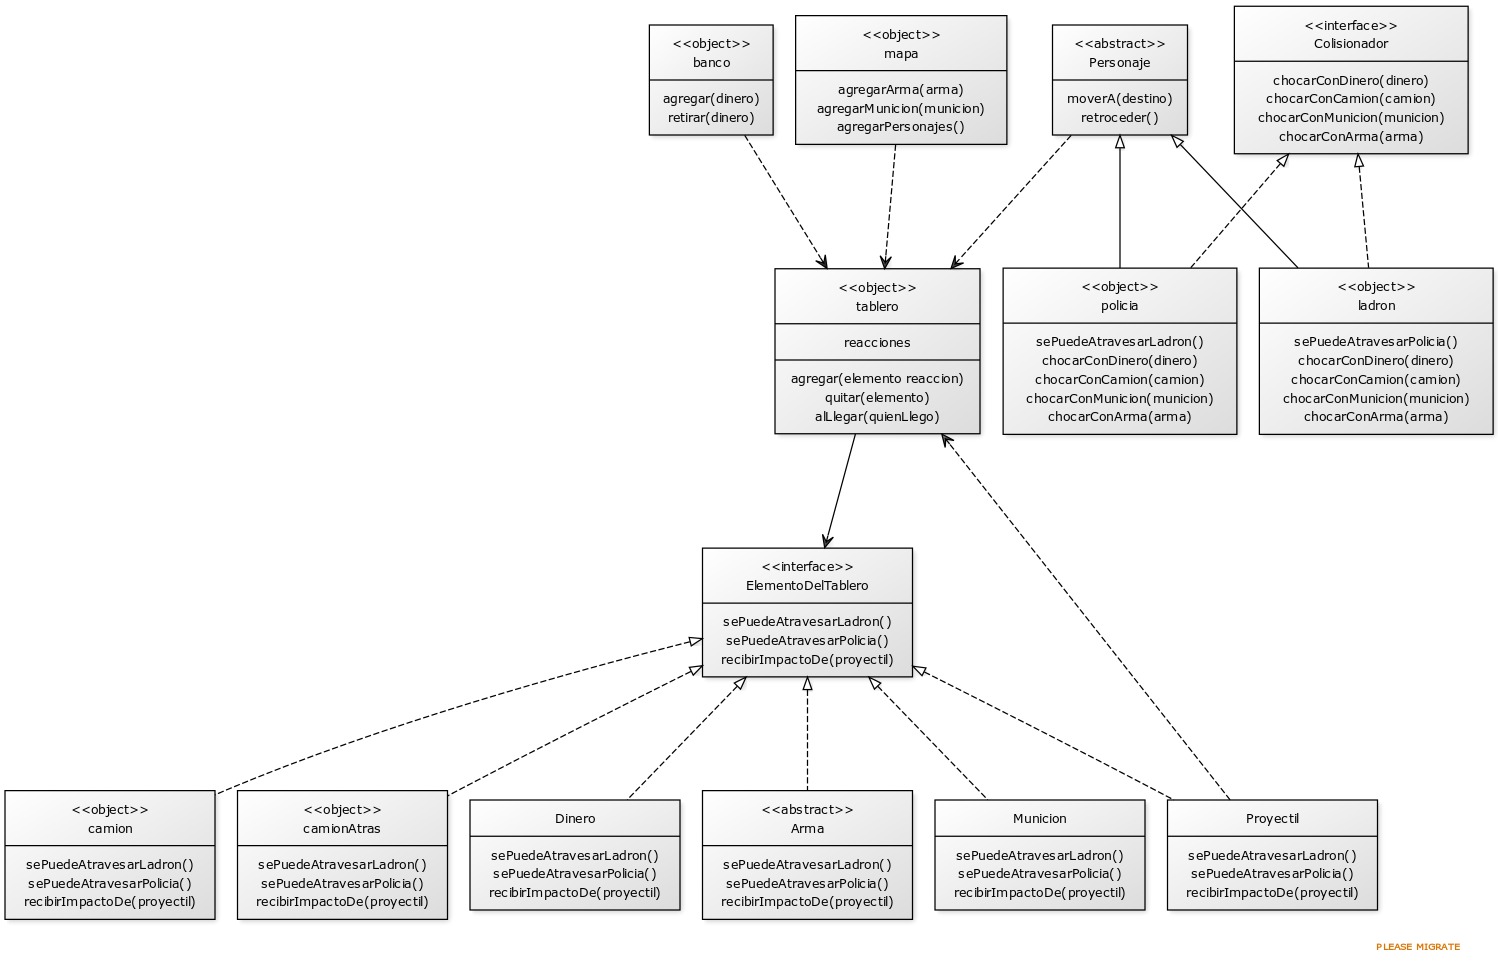 <<object>>
banco
agregar(dinero)
retirar(dinero)
<<object>>
mapa
agregarArma(arma)
agregarMunicion(municion)
agregarPersonajes()
<<abstract>>
Personaje
moverA(destino)
retroceder()
<<interface>>
Colisionador
chocarConDinero(dinero)
chocarConCamion(camion)
chocarConMunicion(municion)
chocarConArma(arma)
<<object>>
tablero
reacciones
agregar(elemento reaccion)
quitar(elemento)
alLlegar(quienLlego)
<<object>>
policia
sePuedeAtravesarLadron()
chocarConDinero(dinero)
chocarConCamion(camion)
chocarConMunicion(municion)
chocarConArma(arma)
<<object>>
ladron
sePuedeAtravesarPolicia()
chocarConDinero(dinero)
chocarConCamion(camion)
chocarConMunicion(municion)
chocarConArma(arma)
<<interface>>
ElementoDelTablero
sePuedeAtravesarLadron()
sePuedeAtravesarPolicia()
recibirImpactoDe(proyectil)
<<object>>
camion
sePuedeAtravesarLadron()
sePuedeAtravesarPolicia()
recibirImpactoDe(proyectil)
<<object>>
camionAtras
sePuedeAtravesarLadron()
sePuedeAtravesarPolicia()
recibirImpactoDe(proyectil)
Dinero
sePuedeAtravesarLadron()
sePuedeAtravesarPolicia()
recibirImpactoDe(proyectil)
<<abstract>>
Arma
sePuedeAtravesarLadron()
sePuedeAtravesarPolicia()
recibirImpactoDe(proyectil)
Municion
sePuedeAtravesarLadron()
sePuedeAtravesarPolicia()
recibirImpactoDe(proyectil)
Proyectil
sePuedeAtravesarLadron()
sePuedeAtravesarPolicia()
recibirImpactoDe(proyectil)
PLEASE MIGRATE